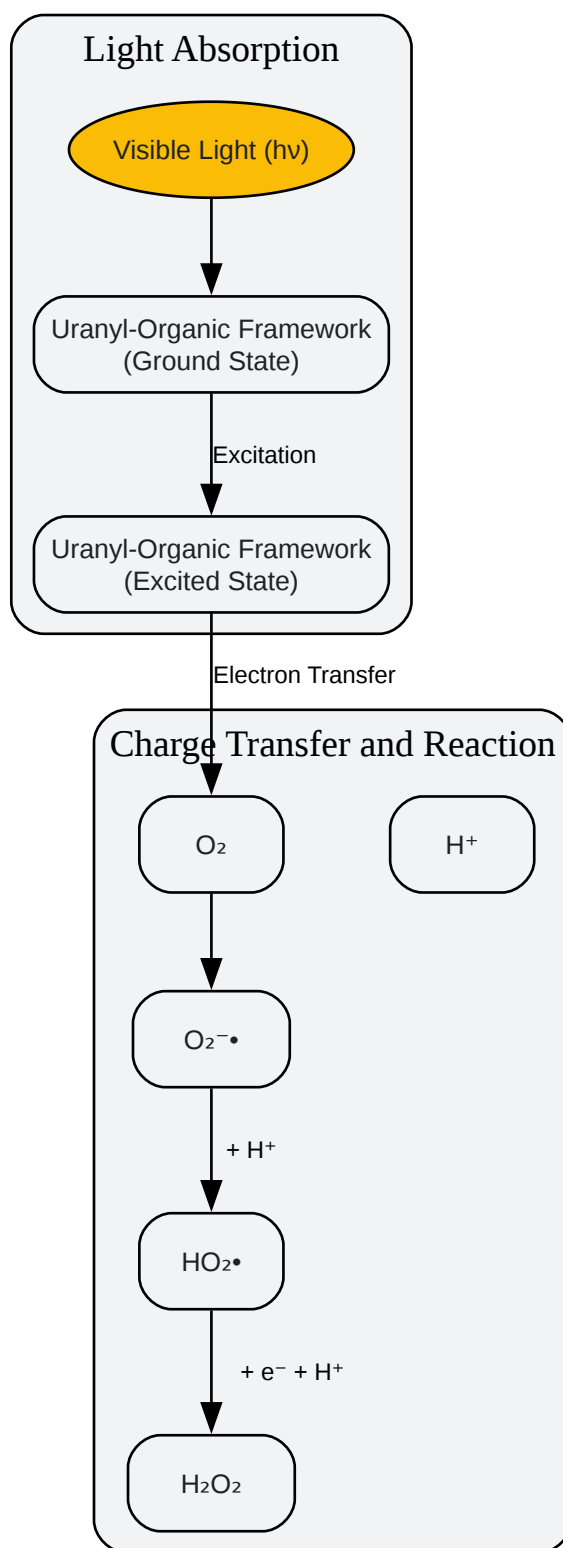 Light Absorption
Visible Light (hν)
Uranyl-Organic Framework
(Ground State)
Excitation
Uranyl-Organic Framework
(Excited State)
Electron Transfer
Charge Transfer and Reaction
O₂
H⁺
O₂⁻•
+ H⁺
HO₂•
+ e⁻ + H⁺
H₂O₂